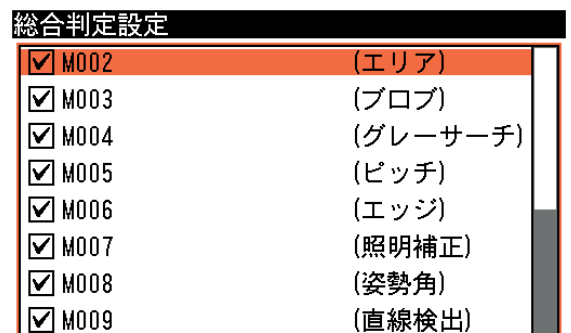 総合判定設定
M002 (エリア)
M003 (ブロブ)
M004 (グレーサーチ)
M005 (ピッチ)
M006 (エッジ)
M007 (照明補正)
M008 (姿勢角)
M009 (直線検出)